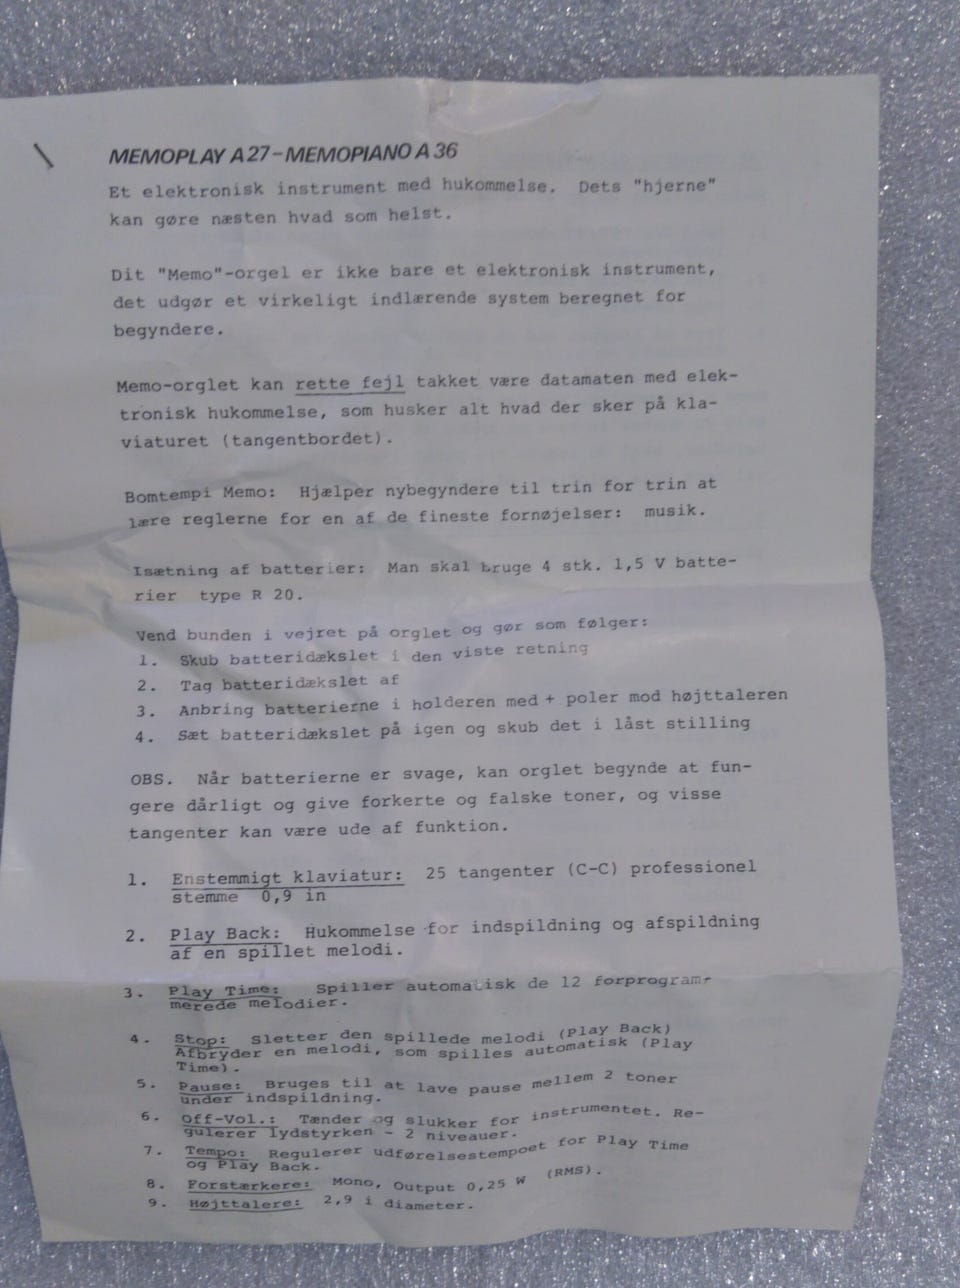 MEMOPLAY A27-MEMOPIANO A 36
Et elektronisk instrument med hukommelse. Dets "hjerne"
kan gøre næsten hvad som helst.
Dit "Memo"-orgel er ikke bare et elektronisk instrument,
det udgør et virkeligt indlærende system beregnet for
begyndere.
Memo-orglet kan rette fejl takket være datamaten med elek-
tronisk hukommelse, som husker alt hvad der sker på kla-
viaturet (tangentbordet).
Bomtempi Memo: Hjælper nybegyndere til trin for trin at
lære reglerne for en af de fineste fornøjelser: musik.
Isætning af batterier: Man skal bruge 4 stk. 1,5 V batte-
rier type R 20.
Vend bunden i vejret på orglet og gør som følger:
1. Skub batteridækslet i den viste retning
2. Tag batteridækslet af
3. Anbring batterierne i holderen med + poler mod højttaleren
4. Sæt batteridækslet på igen og skub det i låst stilling
OBS. Når batterierne er svage, kan orglet begynde at fun-
gere dårligt og give forkerte og falske toner, og visse
tangenter kan være ude af funktion.
1. Enstemmigt klaviatur: 25 tangenter (C-C) professionel
stemme 0,9 in
2. Play Back: Hukommelse for indspildning og afspildning
af en spillet melodi.
3. Play Time: Spiller automatisk de 12 forprogram-
merede melodier.
4. Stop: Sletter den spillede melodi (Play Back)
Afbryder en melodi, som spilles automatisk (Play
Time).
5. Pause: Bruges til at lave pause mellem 2 toner
under indspildning.
6. Off-Vol.: Tænder og slukker for instrumentet. Re-
gulerer lydstyrken - 2 niveauer.
7. Tempo: Regulerer udførelsestempoet for Play Time
og Play Back.
8. Forstærkere: Mono, Output 0,25 W (RMS).
9. Højttalere: 2,9 i diameter.